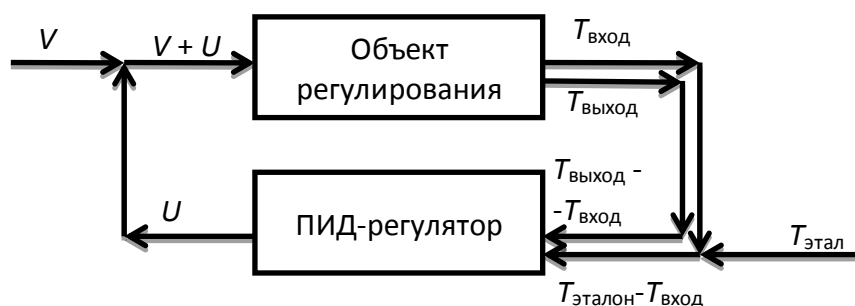 V
V + U
Объект
регулирования
Tвход
Tвыход
Tвыход -
-Tвход
U
ПИД-регулятор
Tэтал
Tэталон-Tвход